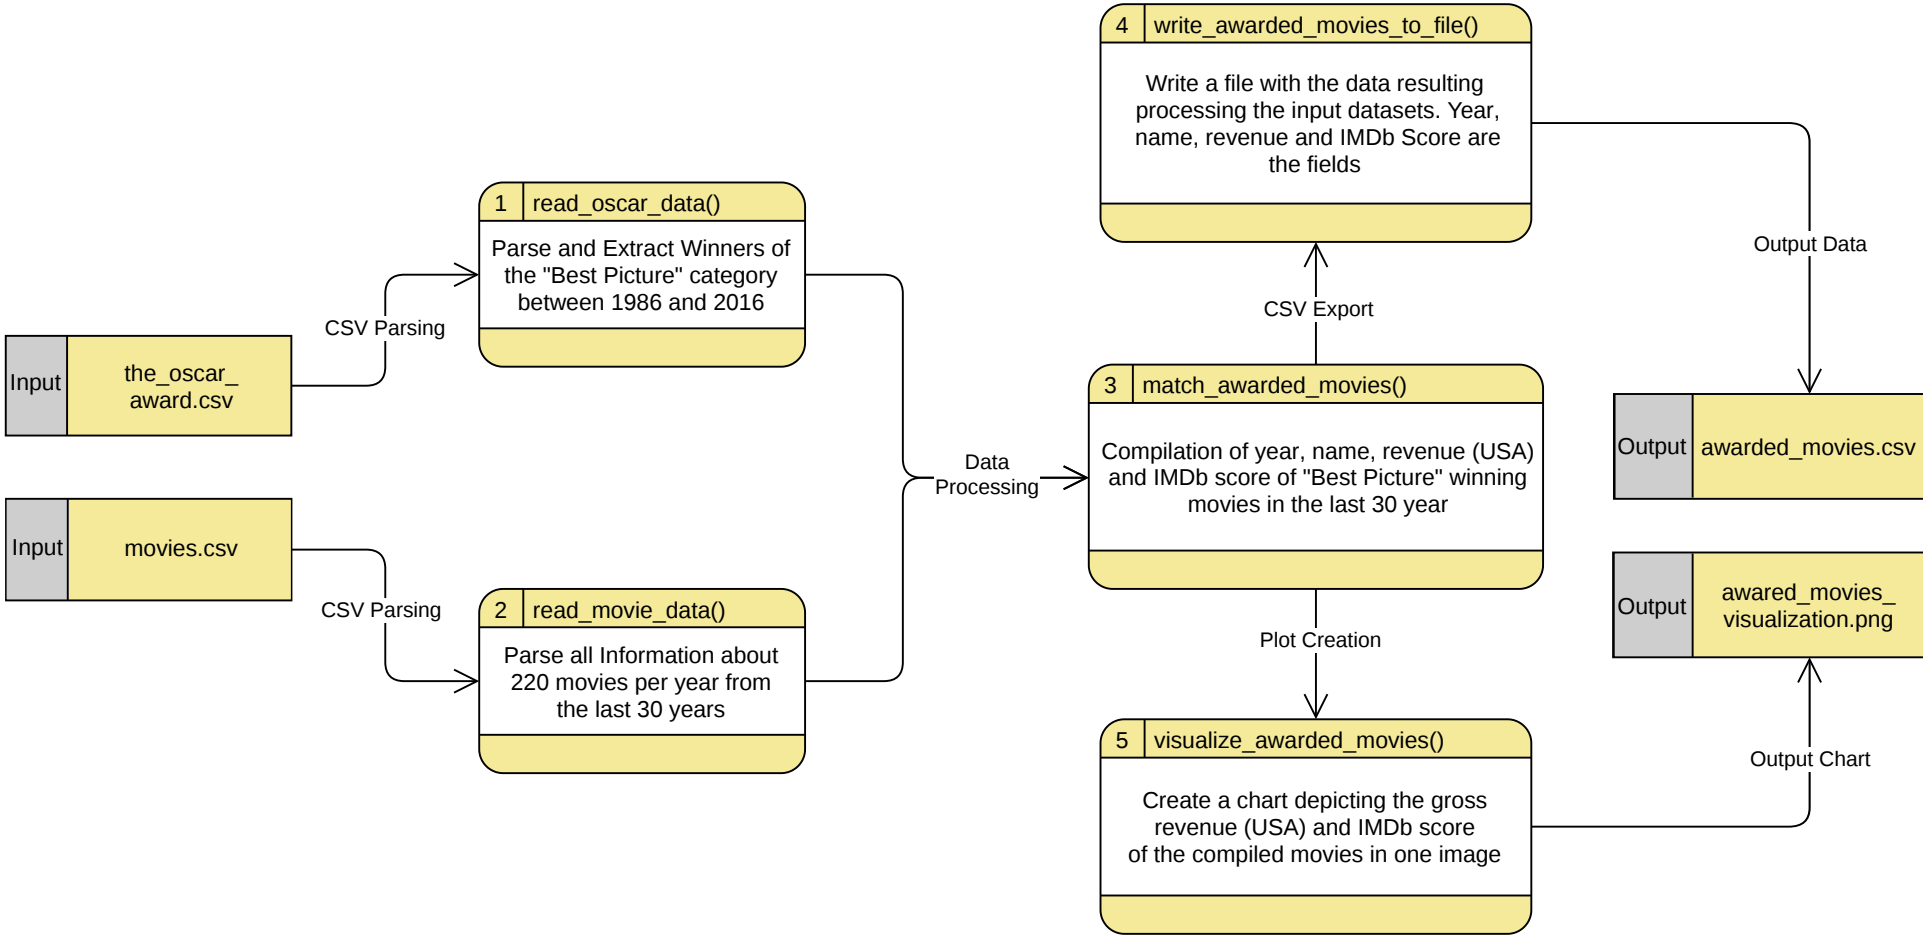 Input
the_oscar_
award.csv
CSV Parsing
1
read_oscar_data()
Parse and Extract Winners of
the "Best Picture" category
between 1986 and 2016
Input
movies.csv
CSV Parsing
2
read_movie_data()
Parse all Information about
220 movies per year from
the last 30 years
Data
Processing
3
match_awarded_movies()
Compilation of year, name, revenue (USA)
and IMDb score of "Best Picture" winning
movies in the last 30 year
CSV Export
4
write_awarded_movies_to_file()
Write a file with the data resulting
processing the input datasets. Year,
name, revenue and IMDb Score are
the fields
Output Data
Output
awarded_movies.csv
Plot Creation
5
visualize_awarded_movies()
Create a chart depicting the gross
revenue (USA) and IMDb score
of the compiled movies in one image
Output Chart
Output
awared_movies_
visualization.png